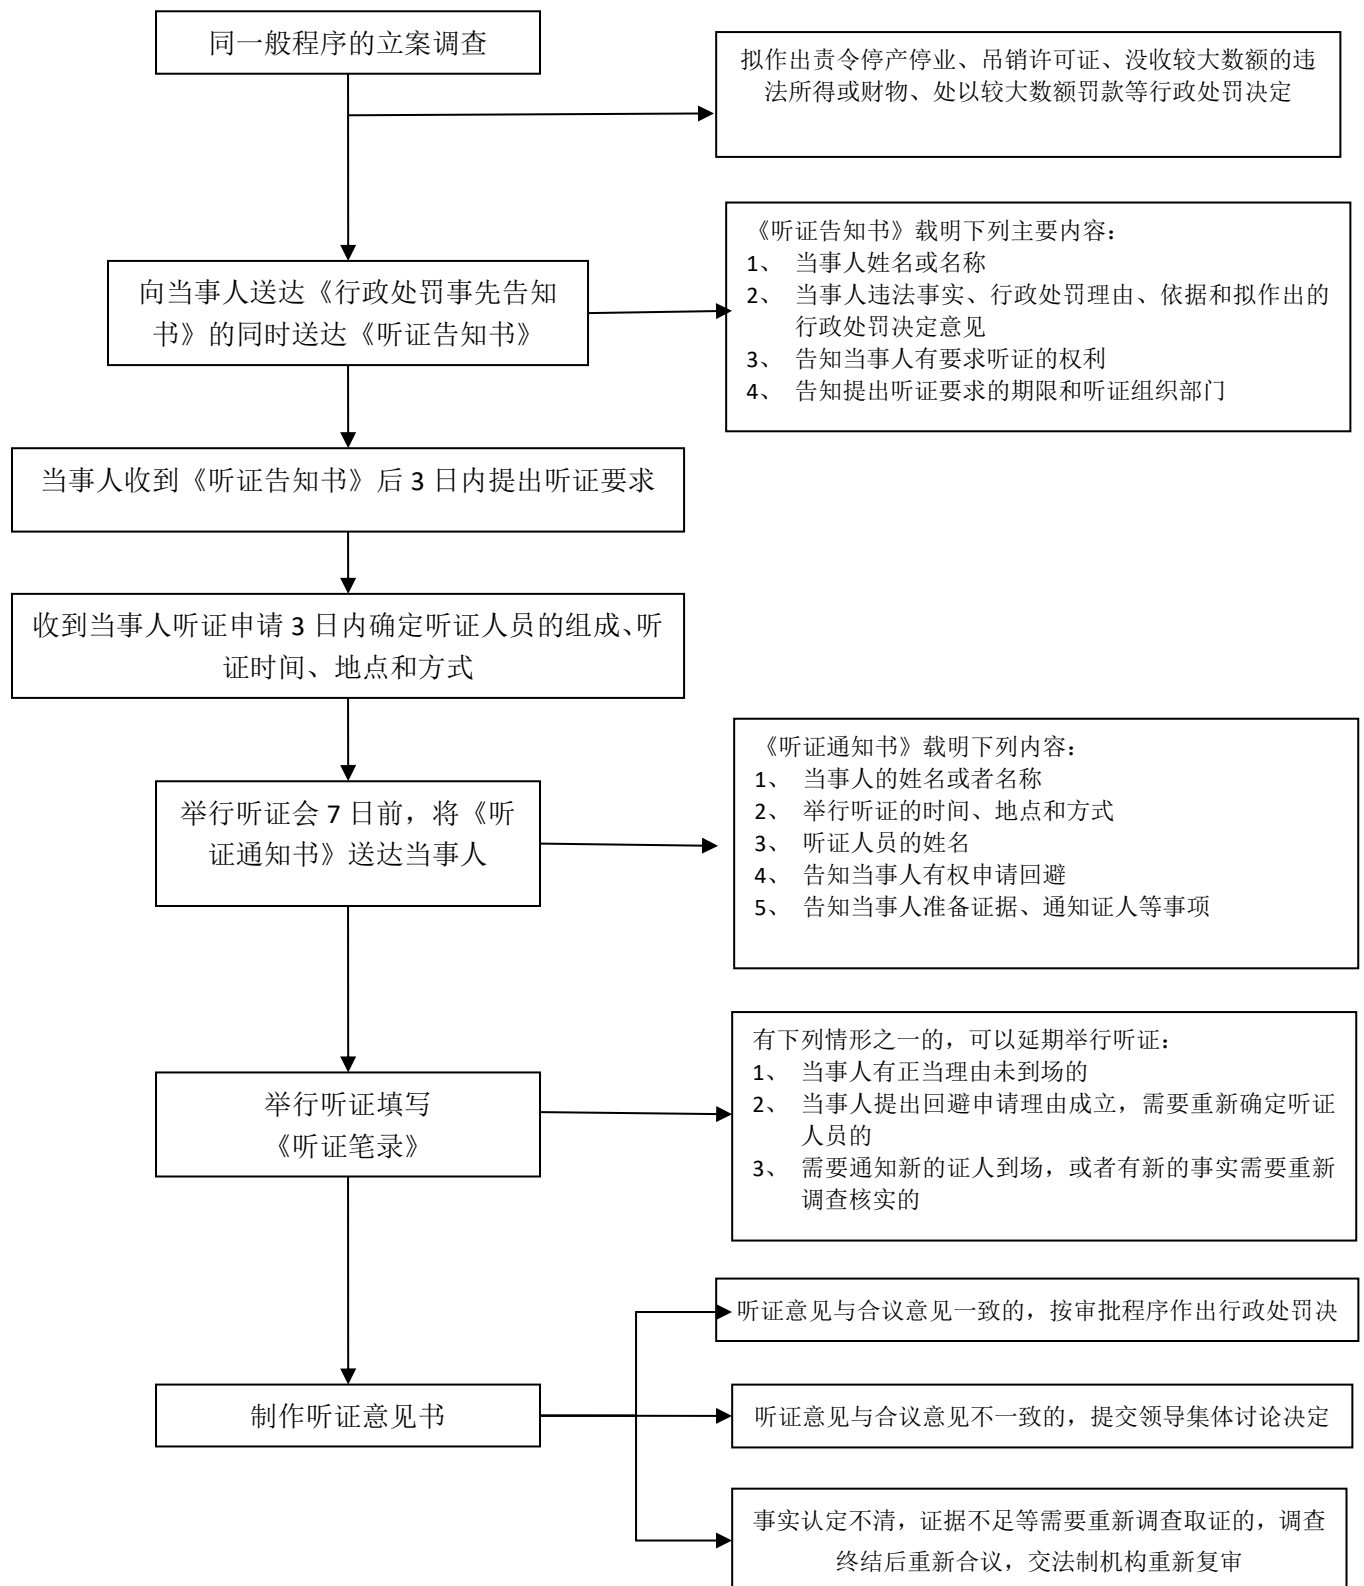 同一般程序的立案调查
拟作出责令停产停业、吊销许可证、没收较大数额的违
法所得或财物、处以较大数额罚款等行政处罚决定
向当事人送达《行政处罚事先告知
书》的同时送达《听证告知书》
《听证告知书》载明下列主要内容：
1、 当事人姓名或名称
2、 当事人违法事实、行政处罚理由、依据和拟作出的
行政处罚决定意见
3、 告知当事人有要求听证的权利
4、 告知提出听证要求的期限和听证组织部门
当事人收到《听证告知书》后 3 日内提出听证要求
收到当事人听证申请 3 日内确定听证人员的组成、听
证时间、地点和方式
举行听证会 7 日前，将《听
证通知书》送达当事人
《听证通知书》载明下列内容：
1、 当事人的姓名或者名称
2、 举行听证的时间、地点和方式
3、 听证人员的姓名
4、 告知当事人有权申请回避
5、 告知当事人准备证据、通知证人等事项
举行听证填写
《听证笔录》
有下列情形之一的，可以延期举行听证：
1、 当事人有正当理由未到场的
2、 当事人提出回避申请理由成立，需要重新确定听证
人员的
3、 需要通知新的证人到场，或者有新的事实需要重新
调查核实的
制作听证意见书
听证意见与合议意见一致的，按审批程序作出行政处罚决
听证意见与合议意见不一致的，提交领导集体讨论决定
事实认定不清，证据不足等需要重新调查取证的，调查
终结后重新合议，交法制机构重新复审